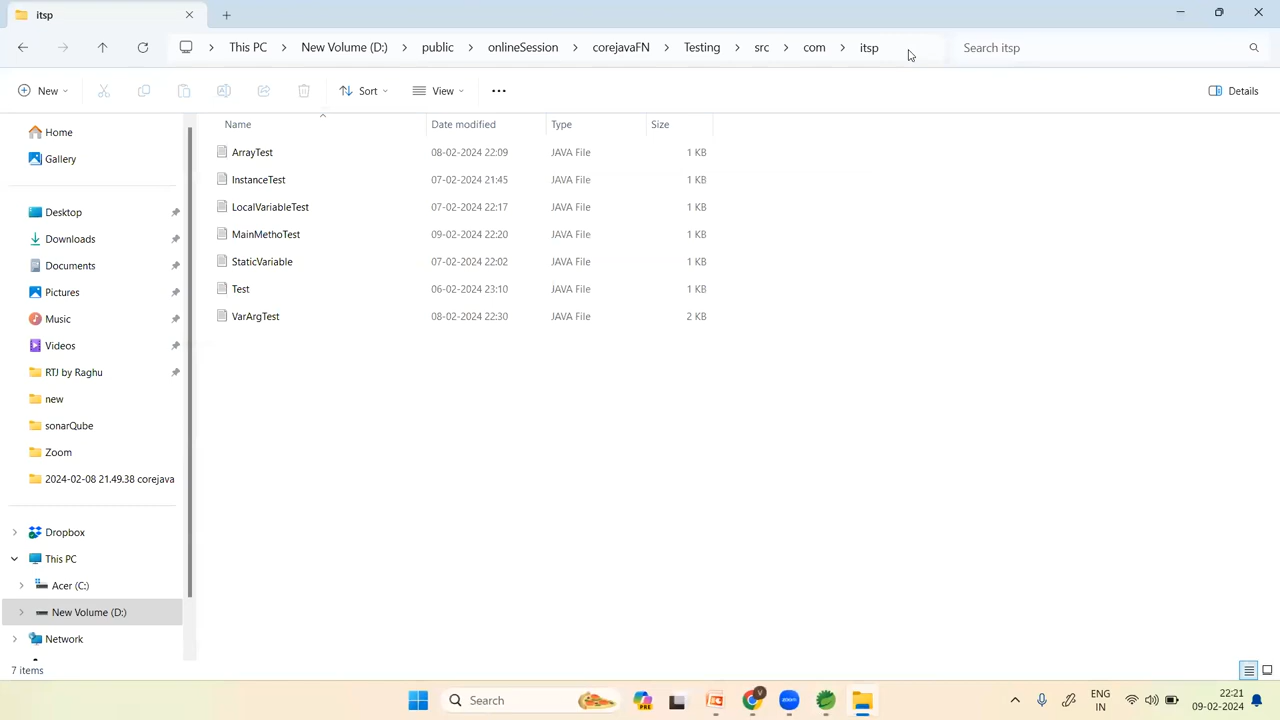 itsp
This PC > New Volume (D:) > public > onlineSession > corejavaFN > Testing > src > com > itsp
Search itsp
New
Sort
View
Details
Home
Gallery
Desktop
Downloads
Documents
Pictures
Music
Videos
RTJ by Raghu
new
sonarQube
Zoom
2024-02-08 21.49.38 corejava
Dropbox
This PC
Acer (C:)
New Volume (D:)
Network
Name Date modified Type Size
ArrayTest 08-02-2024 22:09 JAVA File 1 KB
InstanceTest 07-02-2024 21:45 JAVA File 1 KB
LocalVariableTest 07-02-2024 22:17 JAVA File 1 KB
MainMethoTest 09-02-2024 22:20 JAVA File 1 KB
StaticVariable 07-02-2024 22:02 JAVA File 1 KB
Test 06-02-2024 23:10 JAVA File 1 KB
VarArgTest 08-02-2024 22:30 JAVA File 2 KB
7 items
Search
PRE
zoom
V
ENG
IN
22:21
09-02-2024